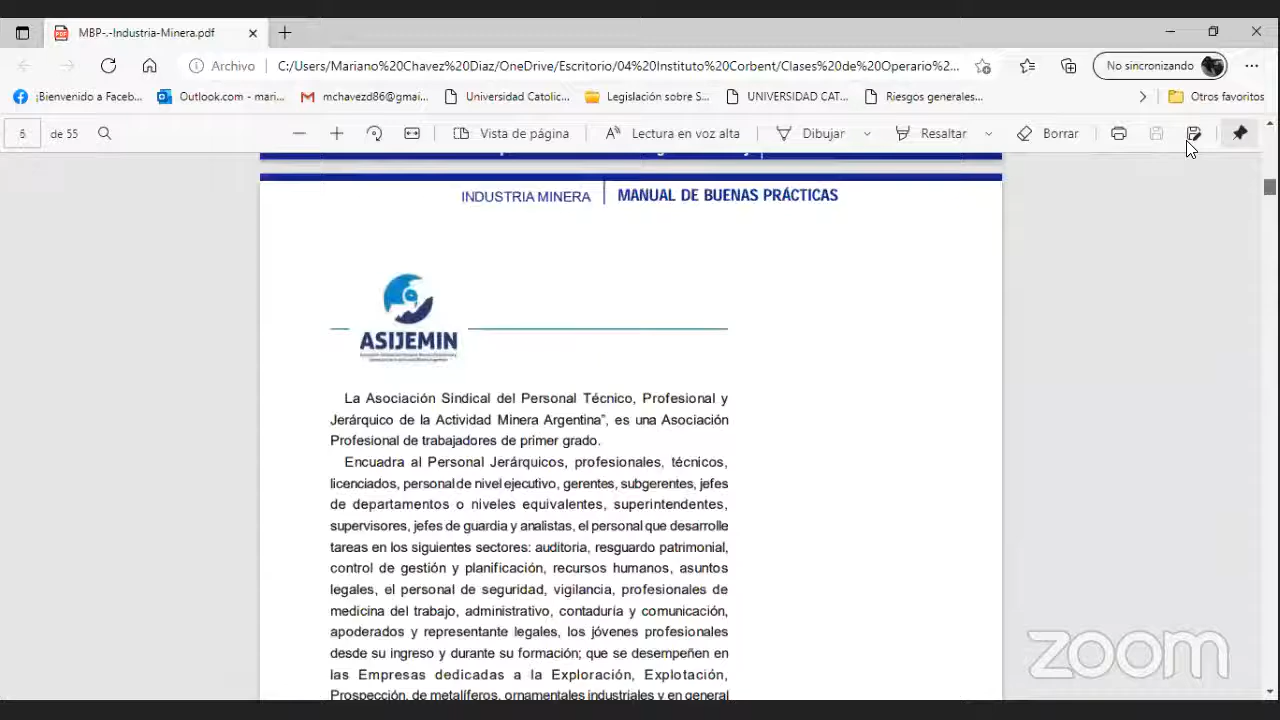 MBP-.-Industria-Minera.pdf
Archivo
C:/Users/Mariano%20Chavez%20Diaz/OneDrive/Escritorio/04%20Instituto%20Corbent/Clases%20de%20Operario%2...
No sincronizando
¡Bienvenido a Faceb...
Outlook.com - mari...
mchavezd86@gmai...
Universidad Catolic...
Legislación sobre S...
UNIVERSIDAD CAT...
Riesgos generales...
Otros favoritos
6 de 55
Vista de página
Lectura en voz alta
Dibujar
Resaltar
Borrar
INDUSTRIA MINERA | MANUAL DE BUENAS PRÁCTICAS
ASIJEMIN
La Asociación Sindical del Personal Técnico, Profesional y
Jerárquico de la Actividad Minera Argentina”, es una Asociación
Profesional de trabajadores de primer grado.
Encuadra al Personal Jerárquicos, profesionales, técnicos,
licenciados, personal de nivel ejecutivo, gerentes, subgerentes, jefes
de departamentos o niveles equivalentes, superintendentes,
supervisores, jefes de guardia y analistas, el personal que desarrolle
tareas en los siguientes sectores: auditoria, resguardo patrimonial,
control de gestión y planificación, recursos humanos, asuntos
legales, el personal de seguridad, vigilancia, profesionales de
medicina del trabajo, administrativo, contaduría y comunicación,
apoderados y representante legales, los jóvenes profesionales
desde su ingreso y durante su formación; que se desempeñen en
las Empresas dedicadas a la Exploración, Explotación,
Prospección, de metalíferos, ornamentales industriales y en general
zoom